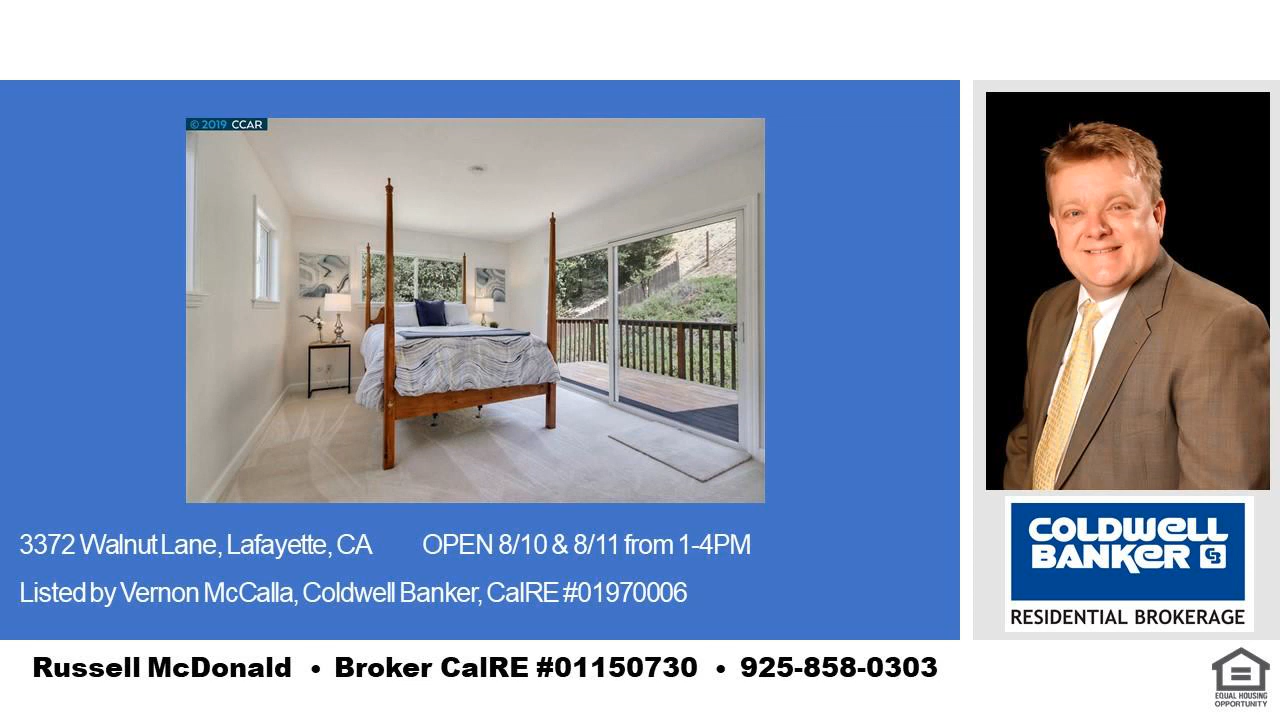 © 2019 CCAR
3372 Walnut Lane, Lafayette, CA OPEN 8/10 & 8/11 from 1-4PM
Listed by Vernon McCalla, Coldwell Banker, CalRE #01970006
COLDWELL
BANKER CB
RESIDENTIAL BROKERAGE
Russell McDonald • Broker CalRE #01150730 • 925-858-0303
EQUAL HOUSING
OPPORTUNITY